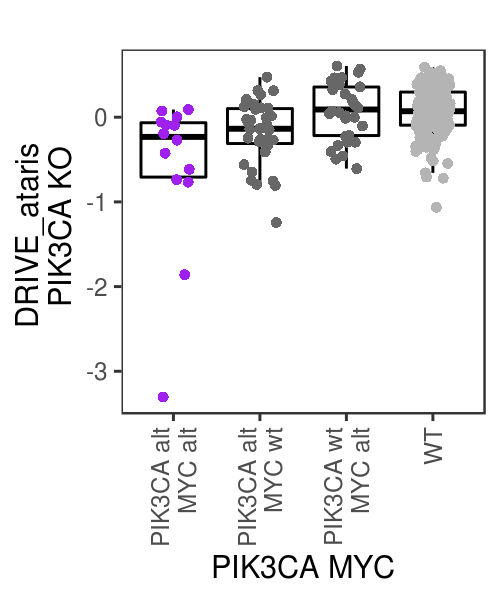 DRIVE_ataris
PIK3CA KO
0
-1
-2
-3
PIK3CA alt
MYC alt
PIK3CA alt
MYC wt
PIK3CA wt
MYC alt
WT
PIK3CA MYC